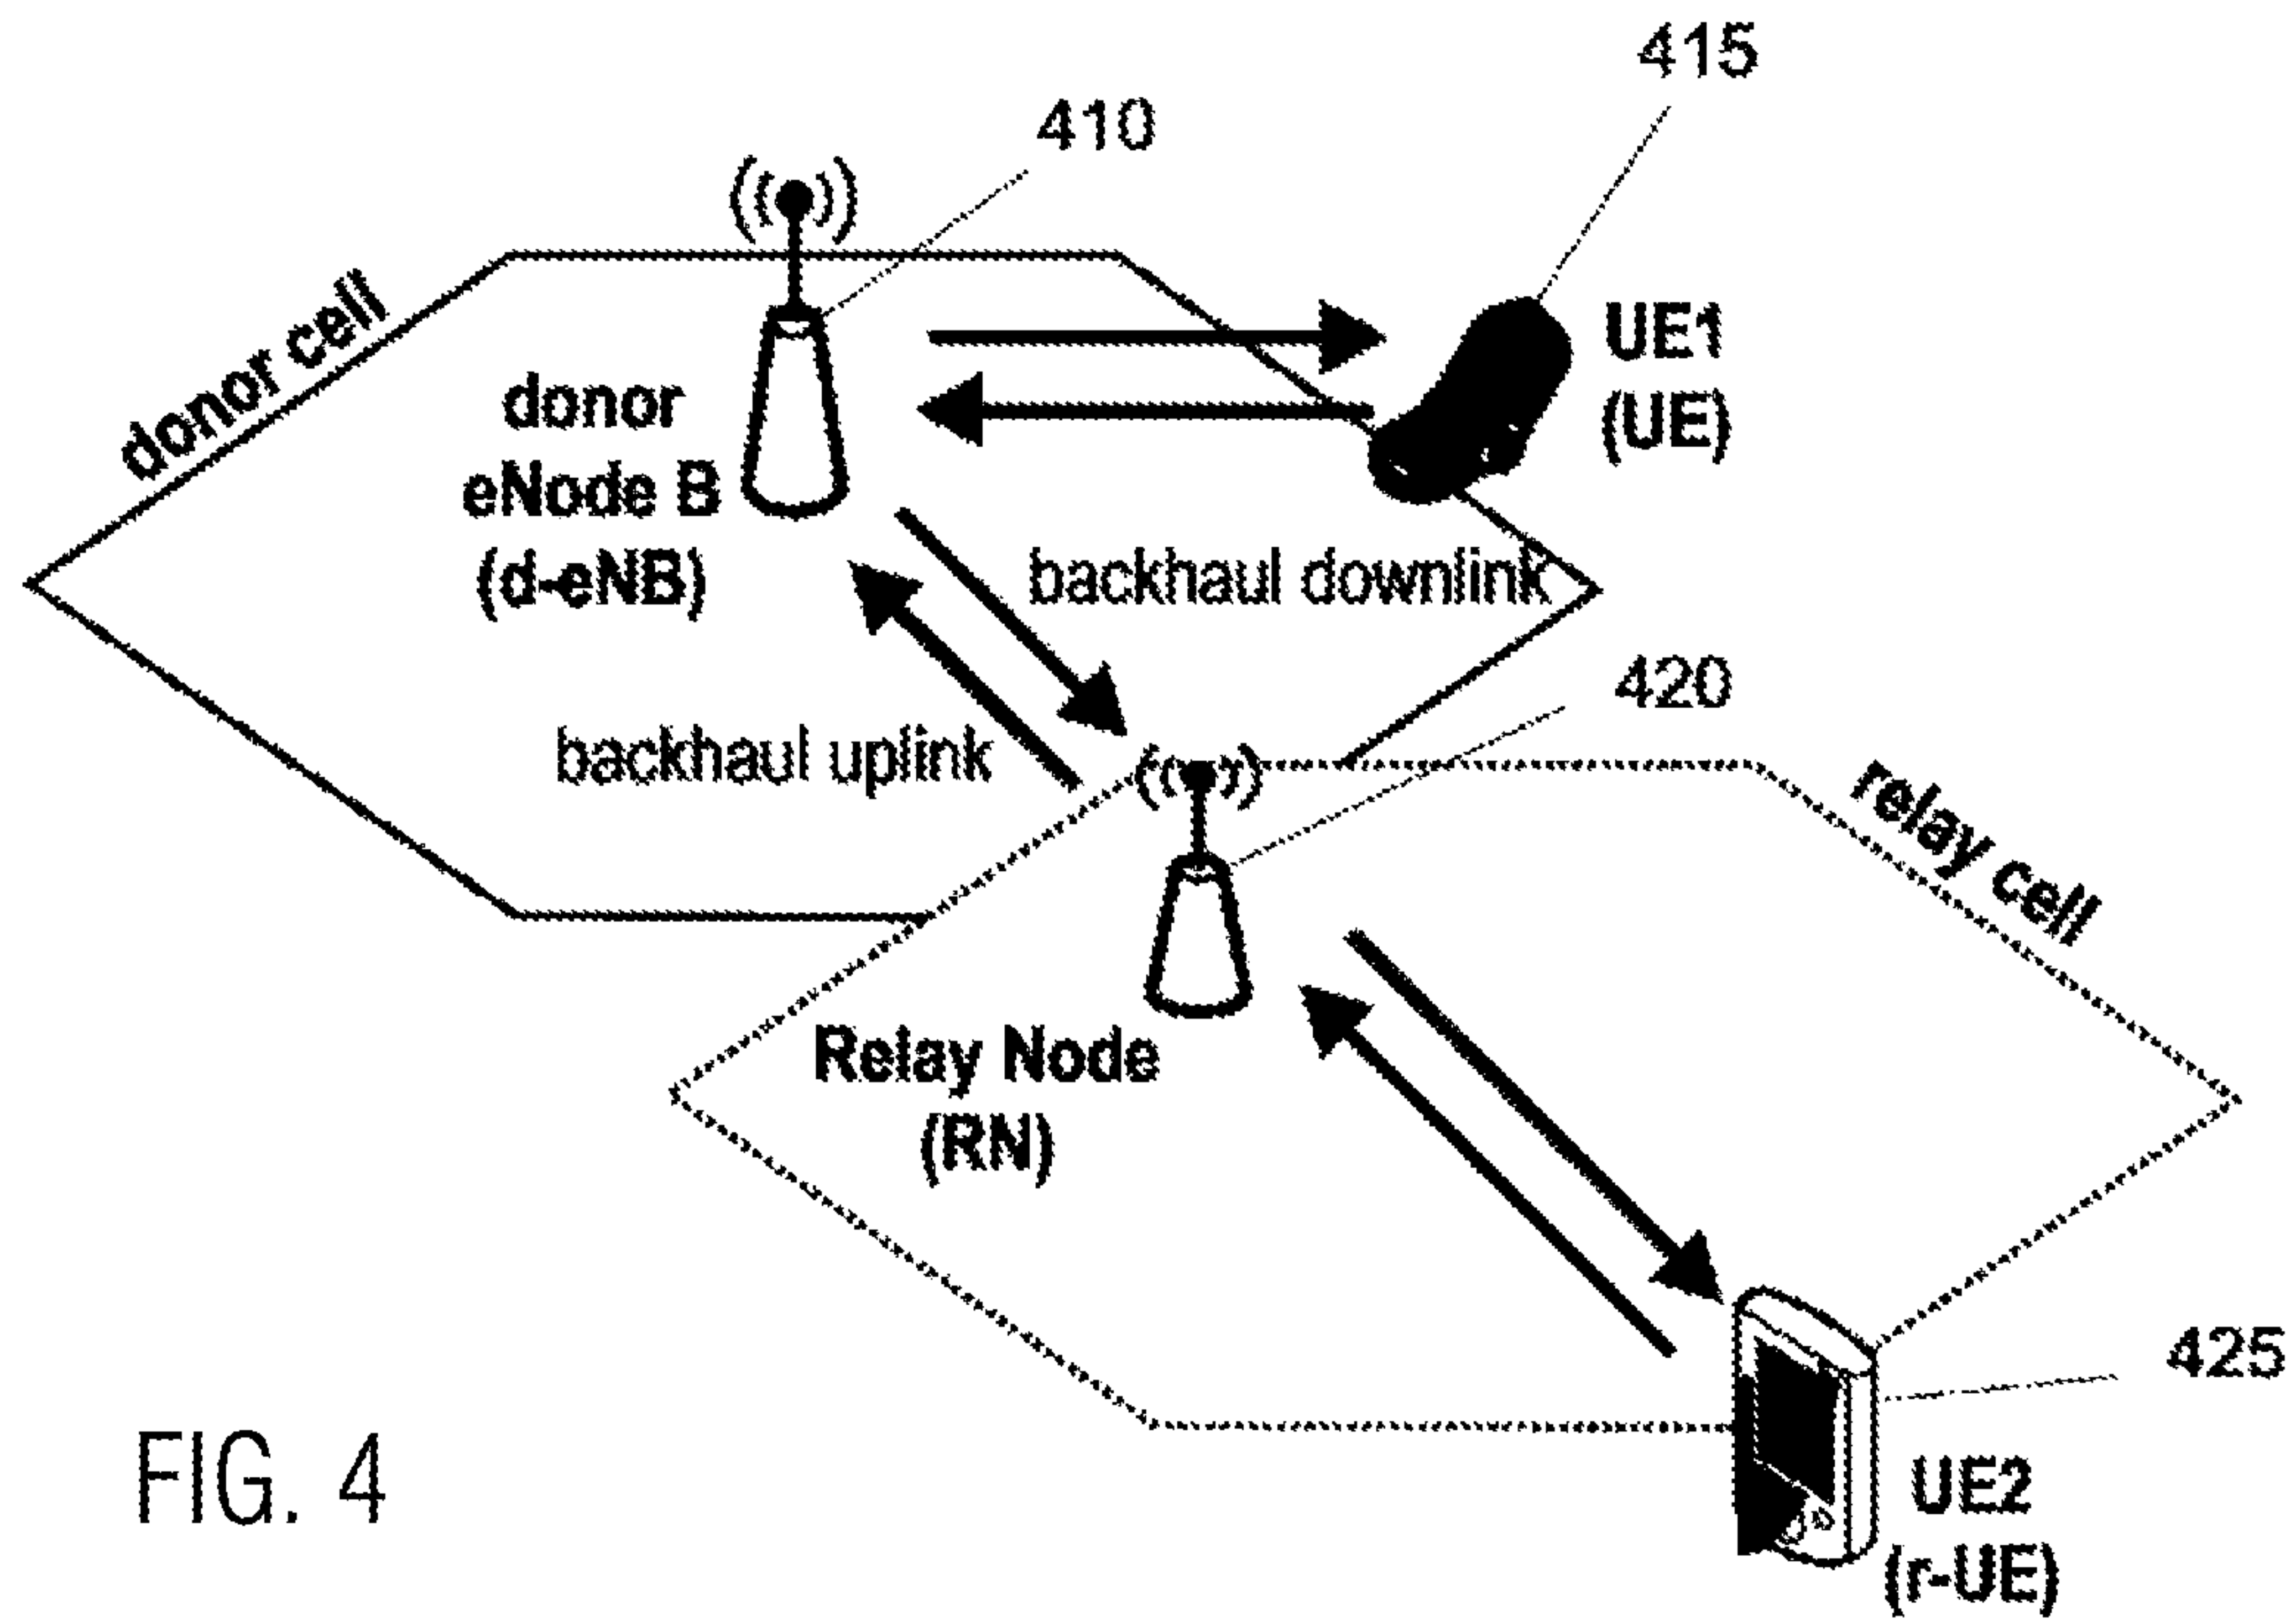 415
410
donor cell
UE1
(UE)
donor
eNode B
(d-eNB)
backhaul downlink
420
backhaul uplink
relay cell
Relay Node
(RN)
425
UE2
(r-UE)
FIG. 4